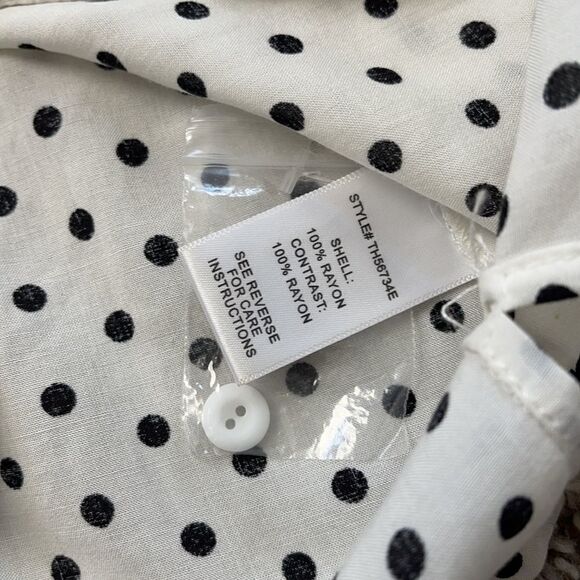 STYLE# TH56734E
SHELL:
100% RAYON
CONTRAST:
100% RAYON
SEE REVERSE
FOR CARE
INSTRUCTIONS